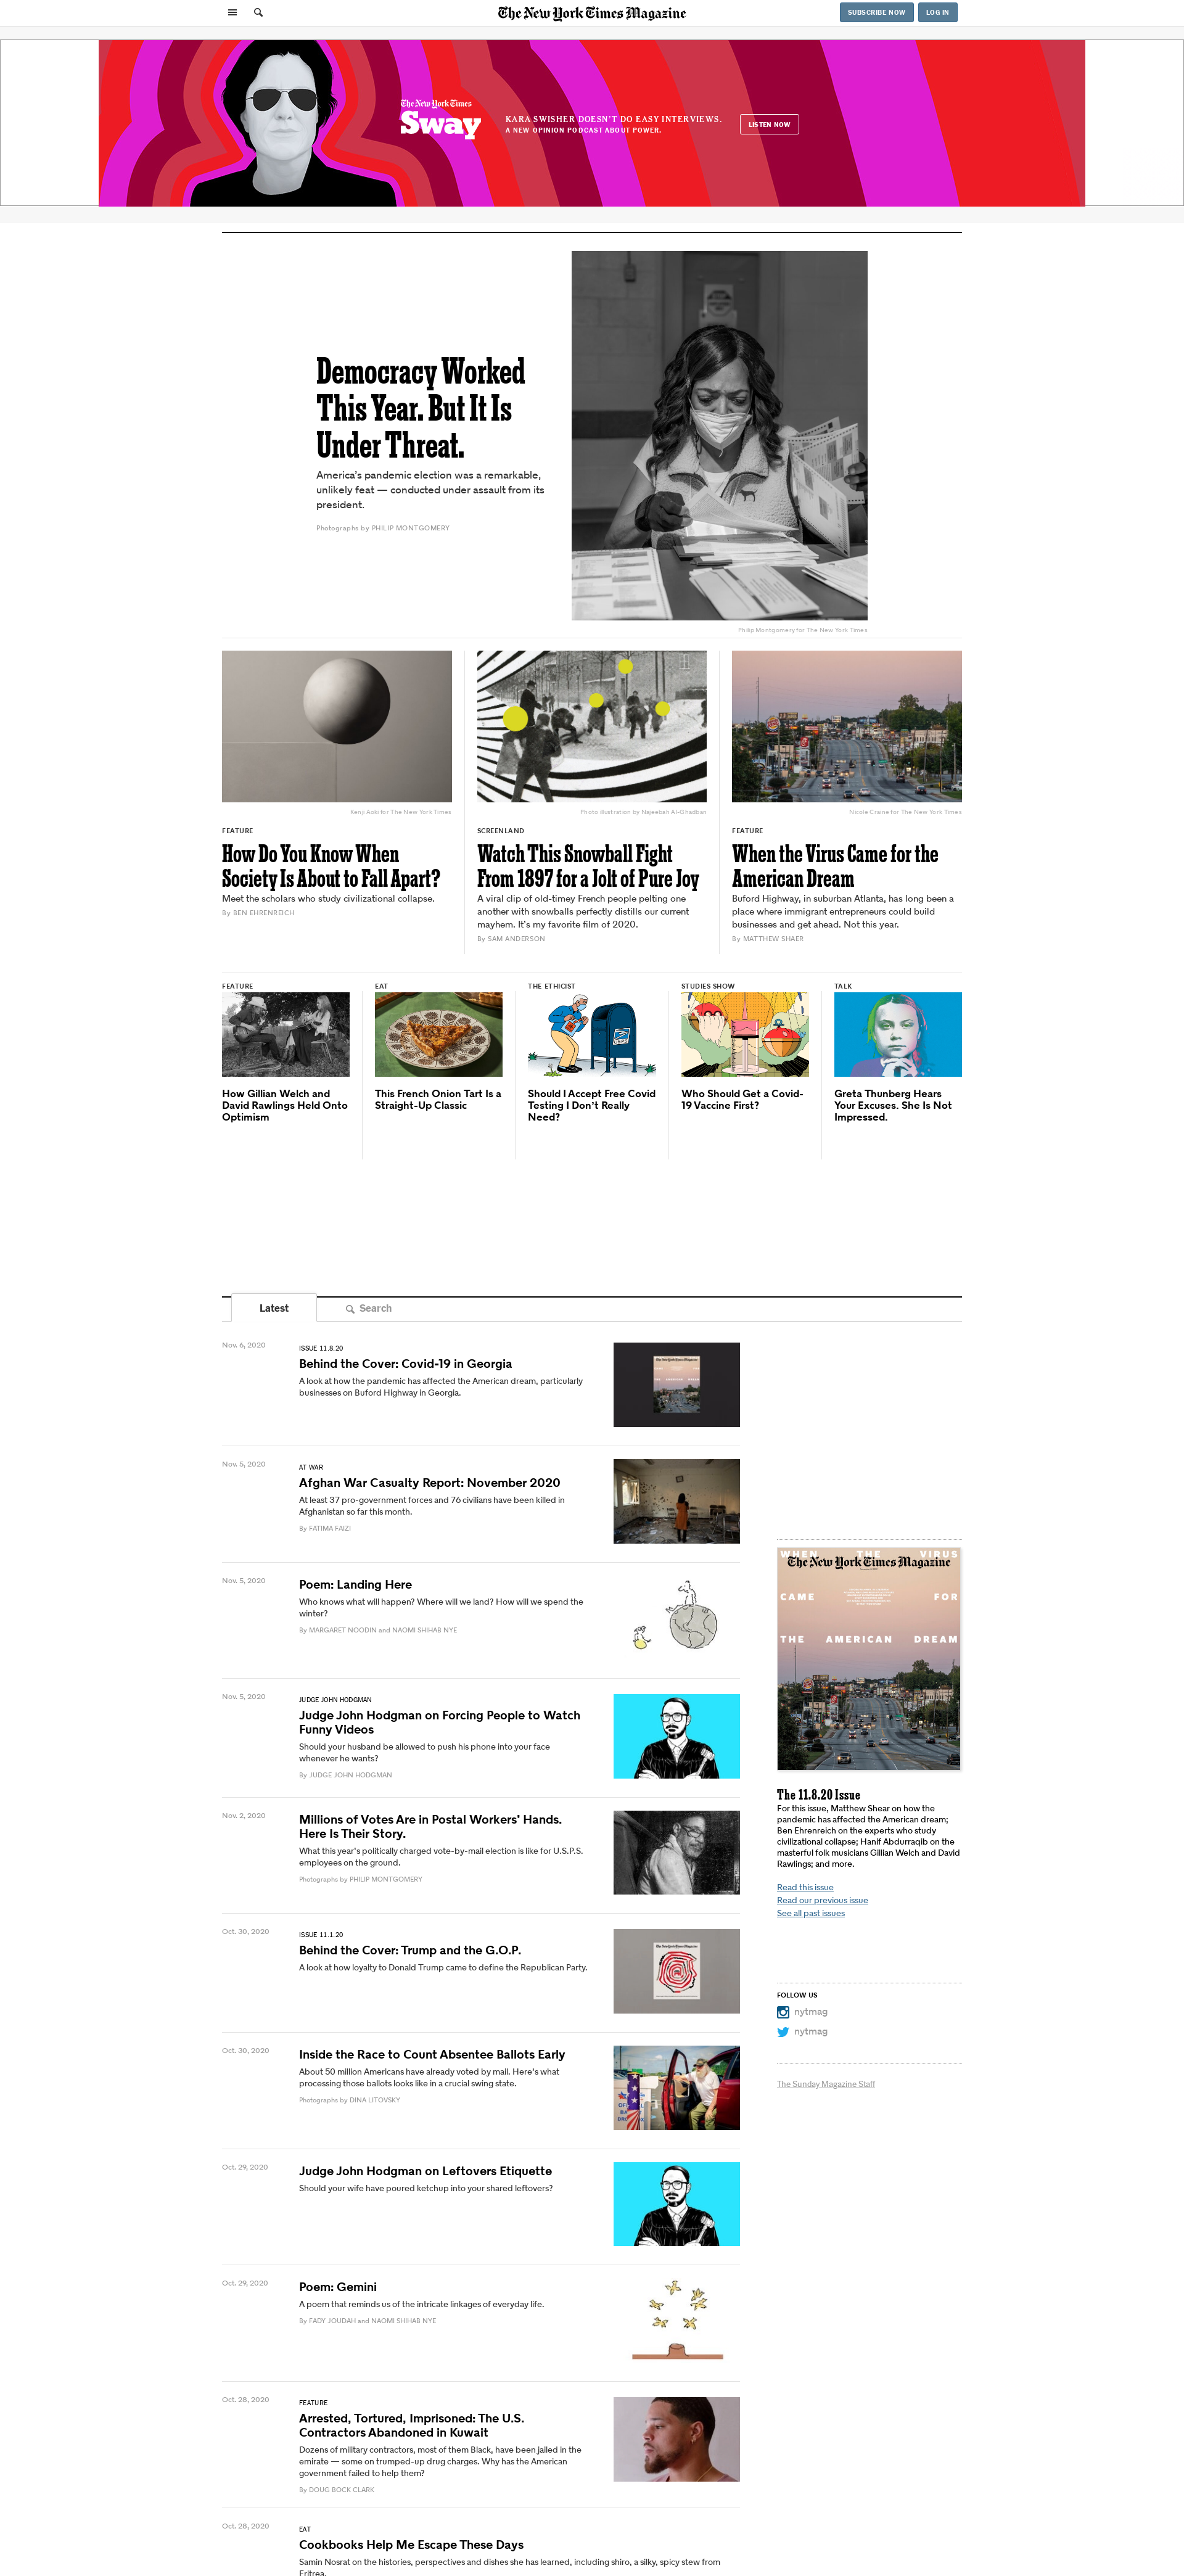 The New York Times Magazine
SUBSCRIBE NOW
LOG IN
The New York Times
Sway
KARA SWISHER DOESN'T DO EASY INTERVIEWS.
A NEW OPINION PODCAST ABOUT POWER.
LISTEN NOW
Democracy Worked
This Year. But It Is
Under Threat.
America's pandemic election was a remarkable,
unlikely feat — conducted under assault from its
president.
Photographs by PHILIP MONTGOMERY
Philip Montgomery for The New York Times
Kenji Aoki for The New York Times
FEATURE
How Do You Know When
Society Is About to Fall Apart?
Meet the scholars who study civilizational collapse.
By BEN EHRENREICH
Photo illustration by Najeebah Al-Ghadban
SCREENLAND
Watch This Snowball Fight
From 1897 for a Jolt of Pure Joy
A viral clip of old-timey French people pelting one
another with snowballs perfectly distills our current
mayhem. It's my favorite film of 2020.
By SAM ANDERSON
Nicole Craine for The New York Times
FEATURE
When the Virus Came for the
American Dream
Buford Highway, in suburban Atlanta, has long been a
place where immigrant entrepreneurs could build
businesses and get ahead. Not this year.
By MATTHEW SHAER
FEATURE
How Gillian Welch and
David Rawlings Held Onto
Optimism
EAT
This French Onion Tart Is a
Straight-Up Classic
THE ETHICIST
Should I Accept Free Covid
Testing I Don't Really
Need?
STUDIES SHOW
Who Should Get a Covid-
19 Vaccine First?
TALK
Greta Thunberg Hears
Your Excuses. She Is Not
Impressed.
Latest
Search
Nov. 6, 2020
ISSUE 11.8.20
Behind the Cover: Covid-19 in Georgia
A look at how the pandemic has affected the American dream, particularly
businesses on Buford Highway in Georgia.
Nov. 5, 2020
AT WAR
Afghan War Casualty Report: November 2020
At least 37 pro-government forces and 76 civilians have been killed in
Afghanistan so far this month.
By FATIMA FAIZI
Nov. 5, 2020
Poem: Landing Here
Who knows what will happen? Where will we land? How will we spend the
winter?
By MARGARET NOODIN and NAOMI SHIHAB NYE
Nov. 5, 2020
JUDGE JOHN HODGMAN
Judge John Hodgman on Forcing People to Watch
Funny Videos
Should your husband be allowed to push his phone into your face
whenever he wants?
By JUDGE JOHN HODGMAN
Nov. 2, 2020
Millions of Votes Are in Postal Workers' Hands.
Here Is Their Story.
What this year's politically charged vote-by-mail election is like for U.S.P.S.
employees on the ground.
Photographs by PHILIP MONTGOMERY
Oct. 30, 2020
ISSUE 11.1.20
Behind the Cover: Trump and the G.O.P.
A look at how loyalty to Donald Trump came to define the Republican Party.
Oct. 30, 2020
Inside the Race to Count Absentee Ballots Early
About 50 million Americans have already voted by mail. Here's what
processing those ballots looks like in a crucial swing state.
Photographs by DINA LITOVSKY
Oct. 29, 2020
Judge John Hodgman on Leftovers Etiquette
Should your wife have poured ketchup into your shared leftovers?
Oct. 29, 2020
Poem: Gemini
A poem that reminds us of the intricate linkages of everyday life.
By FADY JOUDAH and NAOMI SHIHAB NYE
Oct. 28, 2020
FEATURE
Arrested, Tortured, Imprisoned: The U.S.
Contractors Abandoned in Kuwait
Dozens of military contractors, most of them Black, have been jailed in the
emirate — some on trumped-up drug charges. Why has the American
government failed to help them?
By DOUG BOCK CLARK
Oct. 28, 2020
EAT
Cookbooks Help Me Escape These Days
Samin Nosrat on the histories, perspectives and dishes she has learned, including shiro, a silky, spicy stew from
Eritrea.
WHEN THE VIRUS
The New York Times Magazine
CAME FOR
THE AMERICAN DREAM
The 11.8.20 Issue
For this issue, Matthew Shear on how the
pandemic has affected the American dream;
Ben Ehrenreich on the experts who study
civilizational collapse; Hanif Abdurraqib on the
masterful folk musicians Gillian Welch and David
Rawlings; and more.
Read this issue
Read our previous issue
See all past issues
FOLLOW US
nytmag
nytmag
The Sunday Magazine Staff